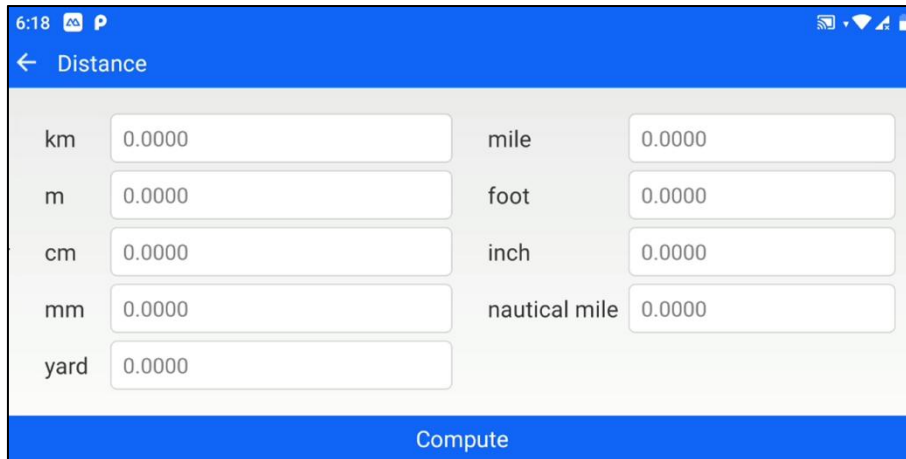 6:18 P
Distance
km 0.0000 mile 0.0000
m 0.0000 foot 0.0000
cm 0.0000 inch 0.0000
mm 0.0000 nautical mile 0.0000
yard 0.0000
Compute